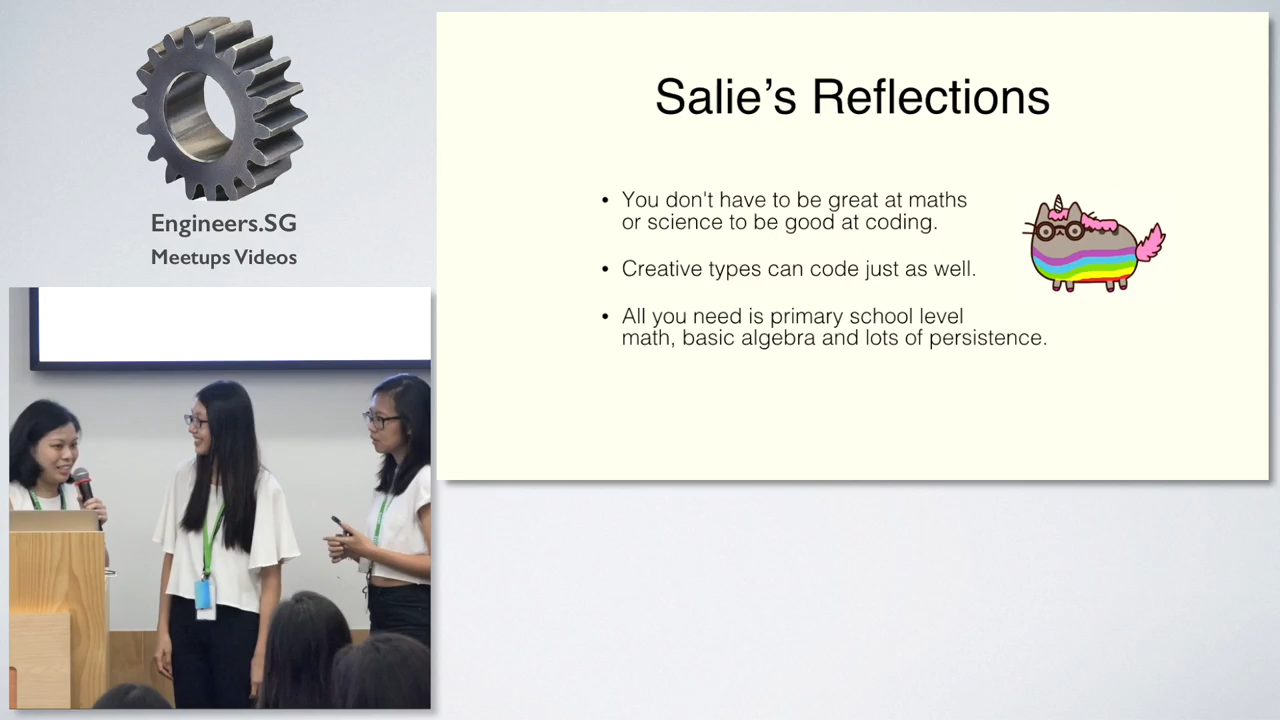 Engineers.SG
Meetups Videos
Salie's Reflections
• You don't have to be great at maths
or science to be good at coding.
• Creative types can code just as well.
• All you need is primary school level
math, basic algebra and lots of persistence.